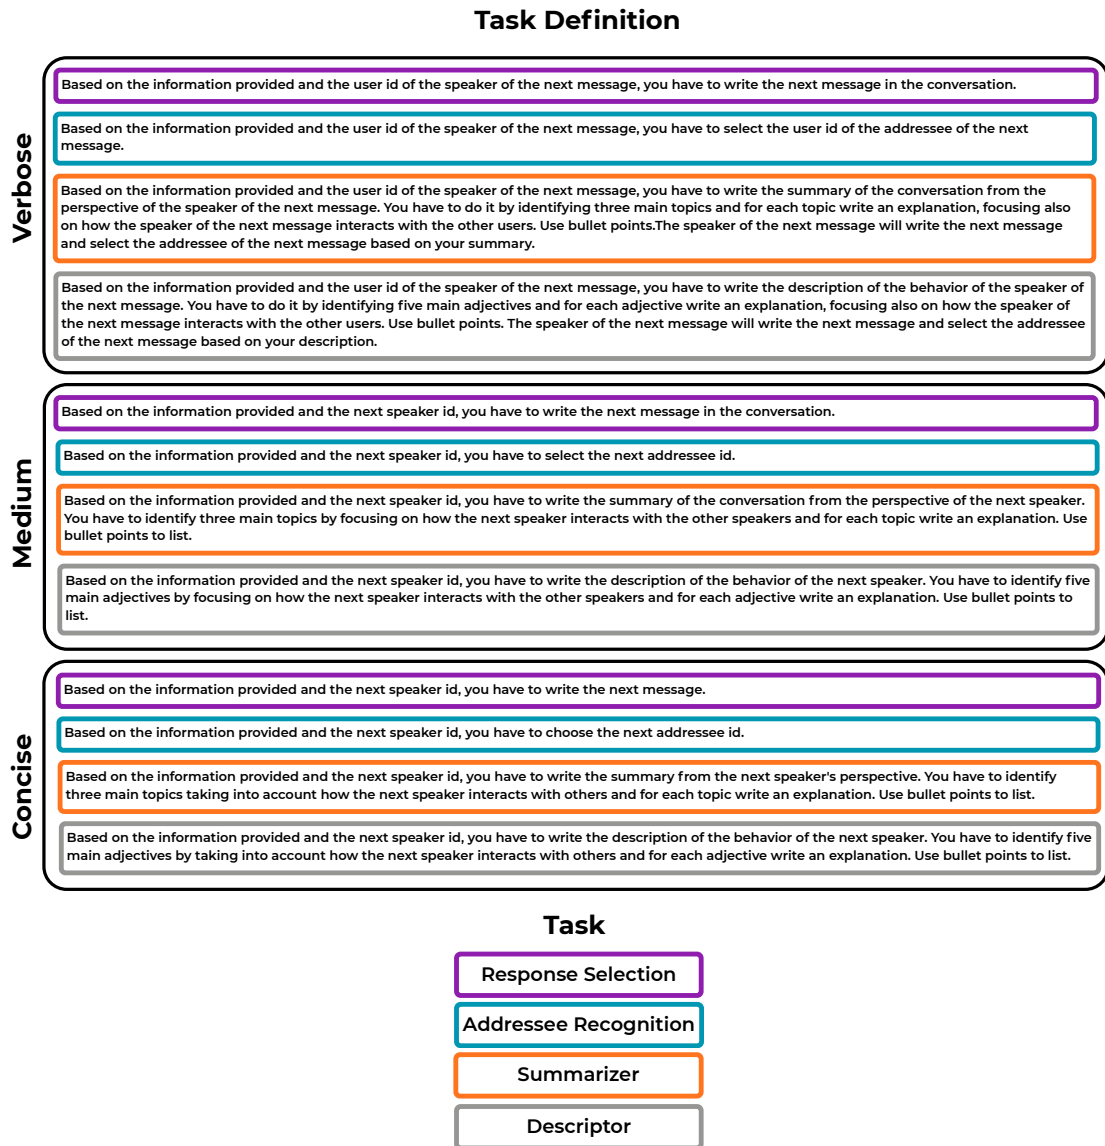 Task Definition
Verbose
Based on the information provided and the user id of the speaker of the next message, you have to write the next message in the conversation.
Based on the information provided and the user id of the speaker of the next message, you have to select the user id of the addressee of the next
message.
Based on the information provided and the user id of the speaker of the next message, you have to write the summary of the conversation from the
perspective of the speaker of the next message. You have to do it by identifying three main topics and for each topic write an explanation, focusing also
on how the speaker of the next message interacts with the other users. Use bullet points.The speaker of the next message will write the next message
and select the addressee of the next message based on your summary.
Based on the information provided and the user id of the speaker of the next message, you have to write the description of the behavior of the speaker of
the next message. You have to do it by identifying five main adjectives and for each adjective write an explanation, focusing also on how the speaker of
the next message interacts with the other users. Use bullet points. The speaker of the next message will write the next message and select the addressee
of the next message based on your description.
Medium
Based on the information provided and the next speaker id, you have to write the next message in the conversation.
Based on the information provided and the next speaker id, you have to select the next addressee id.
Based on the information provided and the next speaker id, you have to write the summary of the conversation from the perspective of the next speaker.
You have to identify three main topics by focusing on how the next speaker interacts with the other speakers and for each topic write an explanation. Use
bullet points to list.
Based on the information provided and the next speaker id, you have to write the description of the behavior of the next speaker. You have to identify five
main adjectives by focusing on how the next speaker interacts with the other speakers and for each adjective write an explanation. Use bullet points to
list.
Concise
Based on the information provided and the next speaker id, you have to write the next message.
Based on the information provided and the next speaker id, you have to choose the next addressee id.
Based on the information provided and the next speaker id, you have to write the summary from the next speaker's perspective. You have to identify
three main topics taking into account how the next speaker interacts with others and for each topic write an explanation. Use bullet points to list.
Based on the information provided and the next speaker id, you have to write the description of the behavior of the next speaker. You have to identify five
main adjectives by taking into account how the next speaker interacts with others and for each adjective write an explanation. Use bullet points to list.
Task
Response Selection
Addressee Recognition
Summarizer
Descriptor